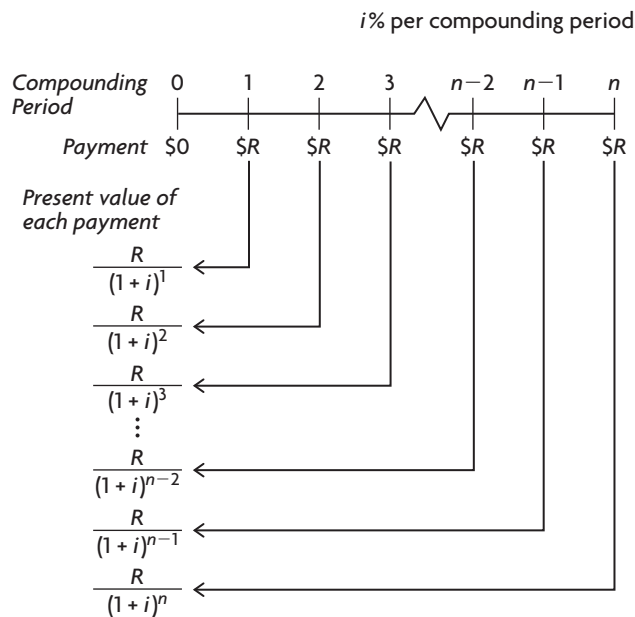 i% per compounding period
Compounding Period 0 1 2 3 n−2 n−1 n
Payment $0 $R $R $R $R $R $R
Present value of
each payment
R
(1 + i)¹
R
(1 + i)²
R
(1 + i)³
⋮
R
(1 + i)ⁿ⁻²
R
(1 + i)ⁿ⁻¹
R
(1 + i)ⁿ